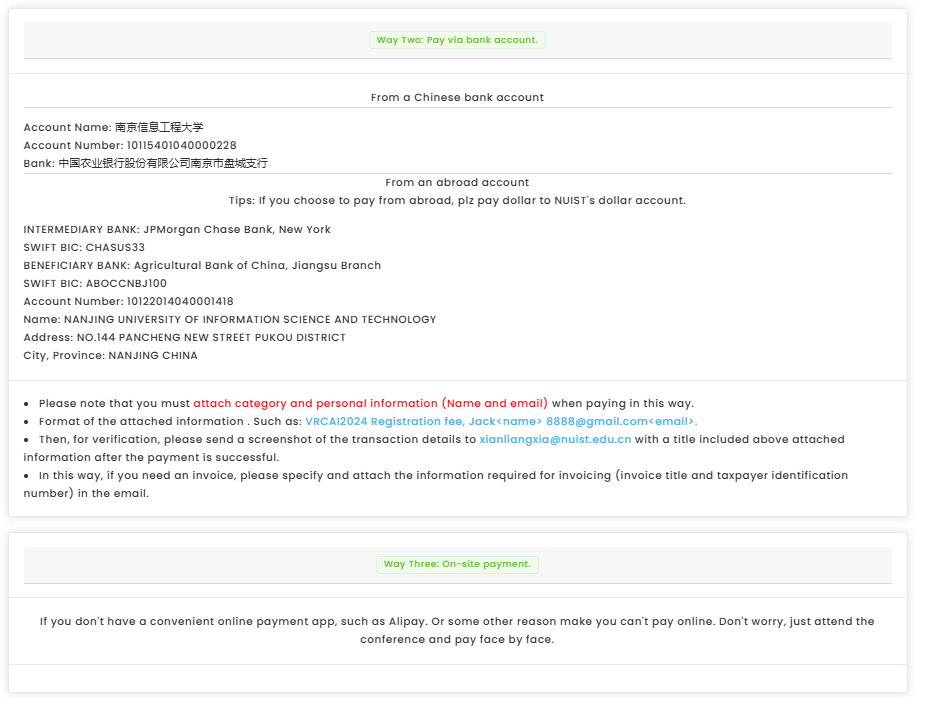 Way Two: Pay via bank account.
From a Chinese bank account
Account Name: 南京信息工程大学
Account Number: 10115401040000228
Bank: 中国农业银行股份有限公司南京市盘城支行
From an abroad account
Tips: If you choose to pay from abroad, plz pay dollar to NUIST's dollar account.
INTERMEDIARY BANK: JPMorgan Chase Bank, New York
SWIFT BIC: CHASUS33
BENEFICIARY BANK: Agricultural Bank of China, Jiangsu Branch
SWIFT BIC: ABOCCNBJ100
Account Number: 10122014040001418
Name: NANJING UNIVERSITY OF INFORMATION SCIENCE AND TECHNOLOGY
Address: NO.144 PANCHENG NEW STREET PUKOU DISTRICT
City, Province: NANJING CHINA
• Please note that you must attach category and personal information (Name and email) when paying in this way.
• Format of the attached information . Such as: VRCAI2024 Registration fee, Jack<name> 8888@gmail.com<email>.
• Then, for verification, please send a screenshot of the transaction details to xianliangxia@nuist.edu.cn with a title included above attached
information after the payment is successful.
• In this way, if you need an invoice, please specify and attach the information required for invoicing (invoice title and taxpayer identification
number) in the email.
Way Three: On-site payment.
If you don't have a convenient online payment app, such as Alipay. Or some other reason make you can't pay online. Don't worry, just attend the
conference and pay face by face.